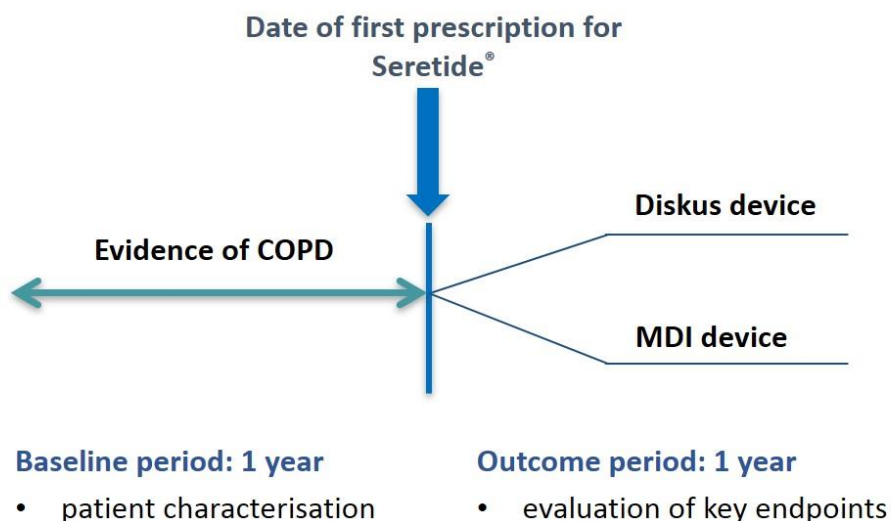 Date of first prescription for
Seretide®
Diskus device
Evidence of COPD
MDI device
Baseline period: 1 year
• patient characterisation
Outcome period: 1 year
• evaluation of key endpoints